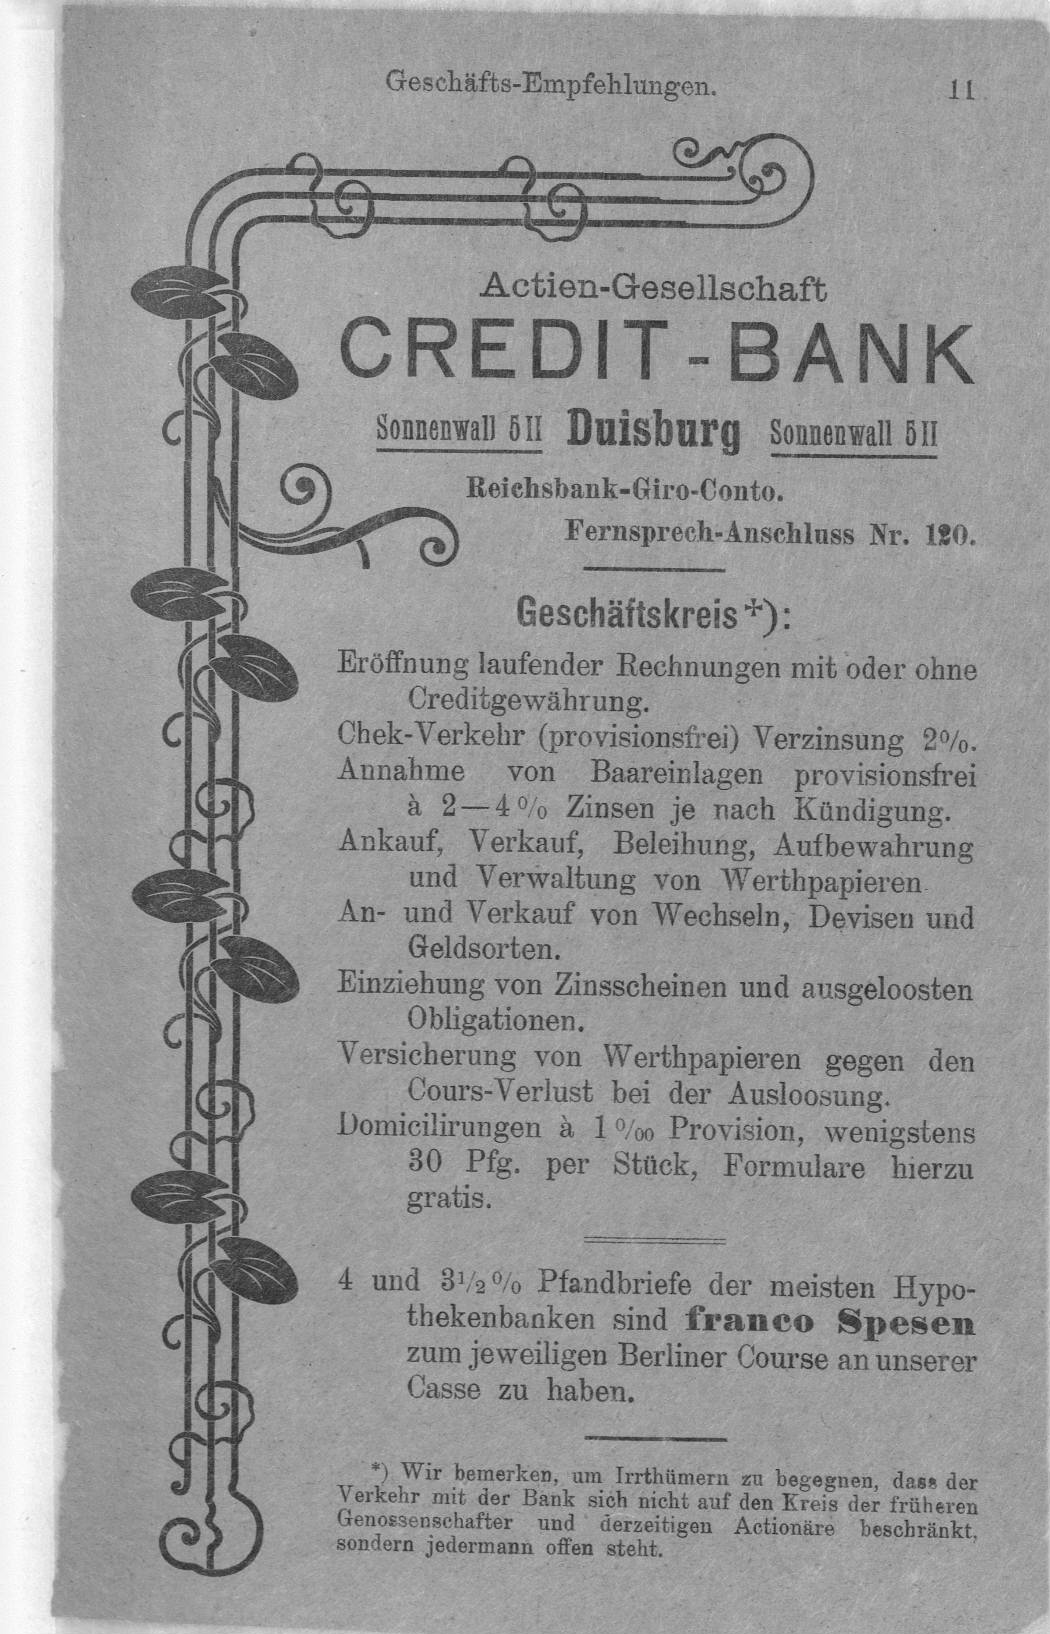 Geschäfts-Empfehlungen. 11
Actien-Gesellschaft
CREDIT-BANK
Sonnenwall 5II Duisburg Sonnenwall 5II
Reichsbank-Giro-Conto.
Fernsprech-Anschluss Nr. 120.
Geschäftskreis*):
Eröffnung laufender Rechnungen mit oder ohne
Creditgewährung.
Chek-Verkehr (provisionsfrei) Verzinsung 2%.
Annahme von Baareinlagen provisionsfrei
à 2—4% Zinsen je nach Kündigung.
Ankauf, Verkauf, Beleihung, Aufbewahrung
und Verwaltung von Werthpapieren.
An- und Verkauf von Wechseln, Devisen und
Geldsorten.
Einziehung von Zinsscheinen und ausgeloosten
Obligationen.
Versicherung von Werthpapieren gegen den
Cours-Verlust bei der Ausloosung.
Domicilirungen à 1‰ Provision, wenigstens
30 Pfg. per Stück, Formulare hierzu
gratis.
4 und 3½% Pfandbriefe der meisten Hypo-
thekenbanken sind franco Spesen
zum jeweiligen Berliner Course an unserer
Casse zu haben.
*) Wir bemerken, um Irrthümern zu begegnen, dass der
Verkehr mit der Bank sich nicht auf den Kreis der früheren
Genossenschafter und derzeitigen Actionäre beschränkt,
sondern jedermann offen steht.